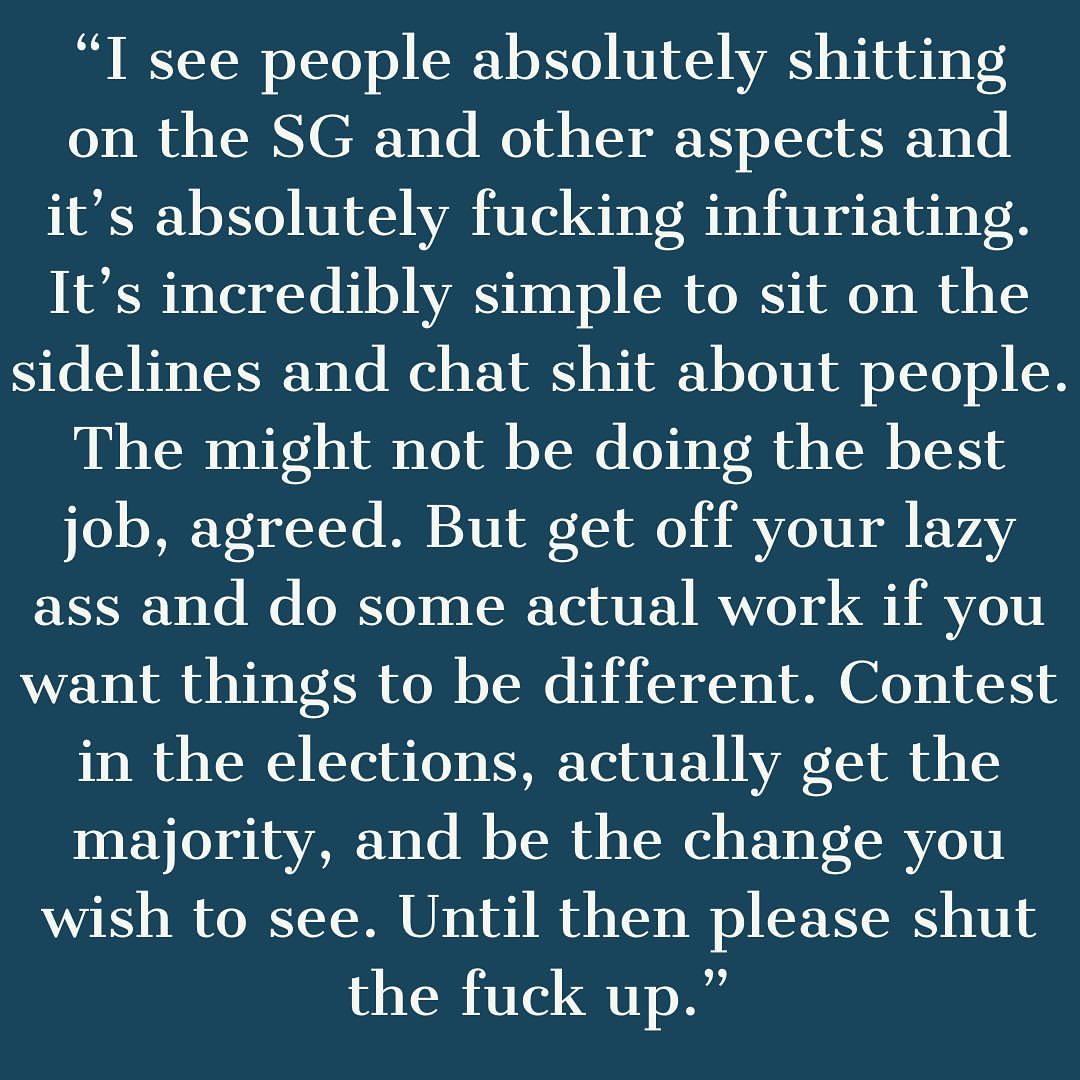 “I see people absolutely shitting
on the SG and other aspects and
it’s absolutely fucking infuriating.
It’s incredibly simple to sit on the
sidelines and chat shit about people.
The might not be doing the best
job, agreed. But get off your lazy
ass and do some actual work if you
want things to be different. Contest
in the elections, actually get the
majority, and be the change you
wish to see. Until then please shut
the fuck up.”